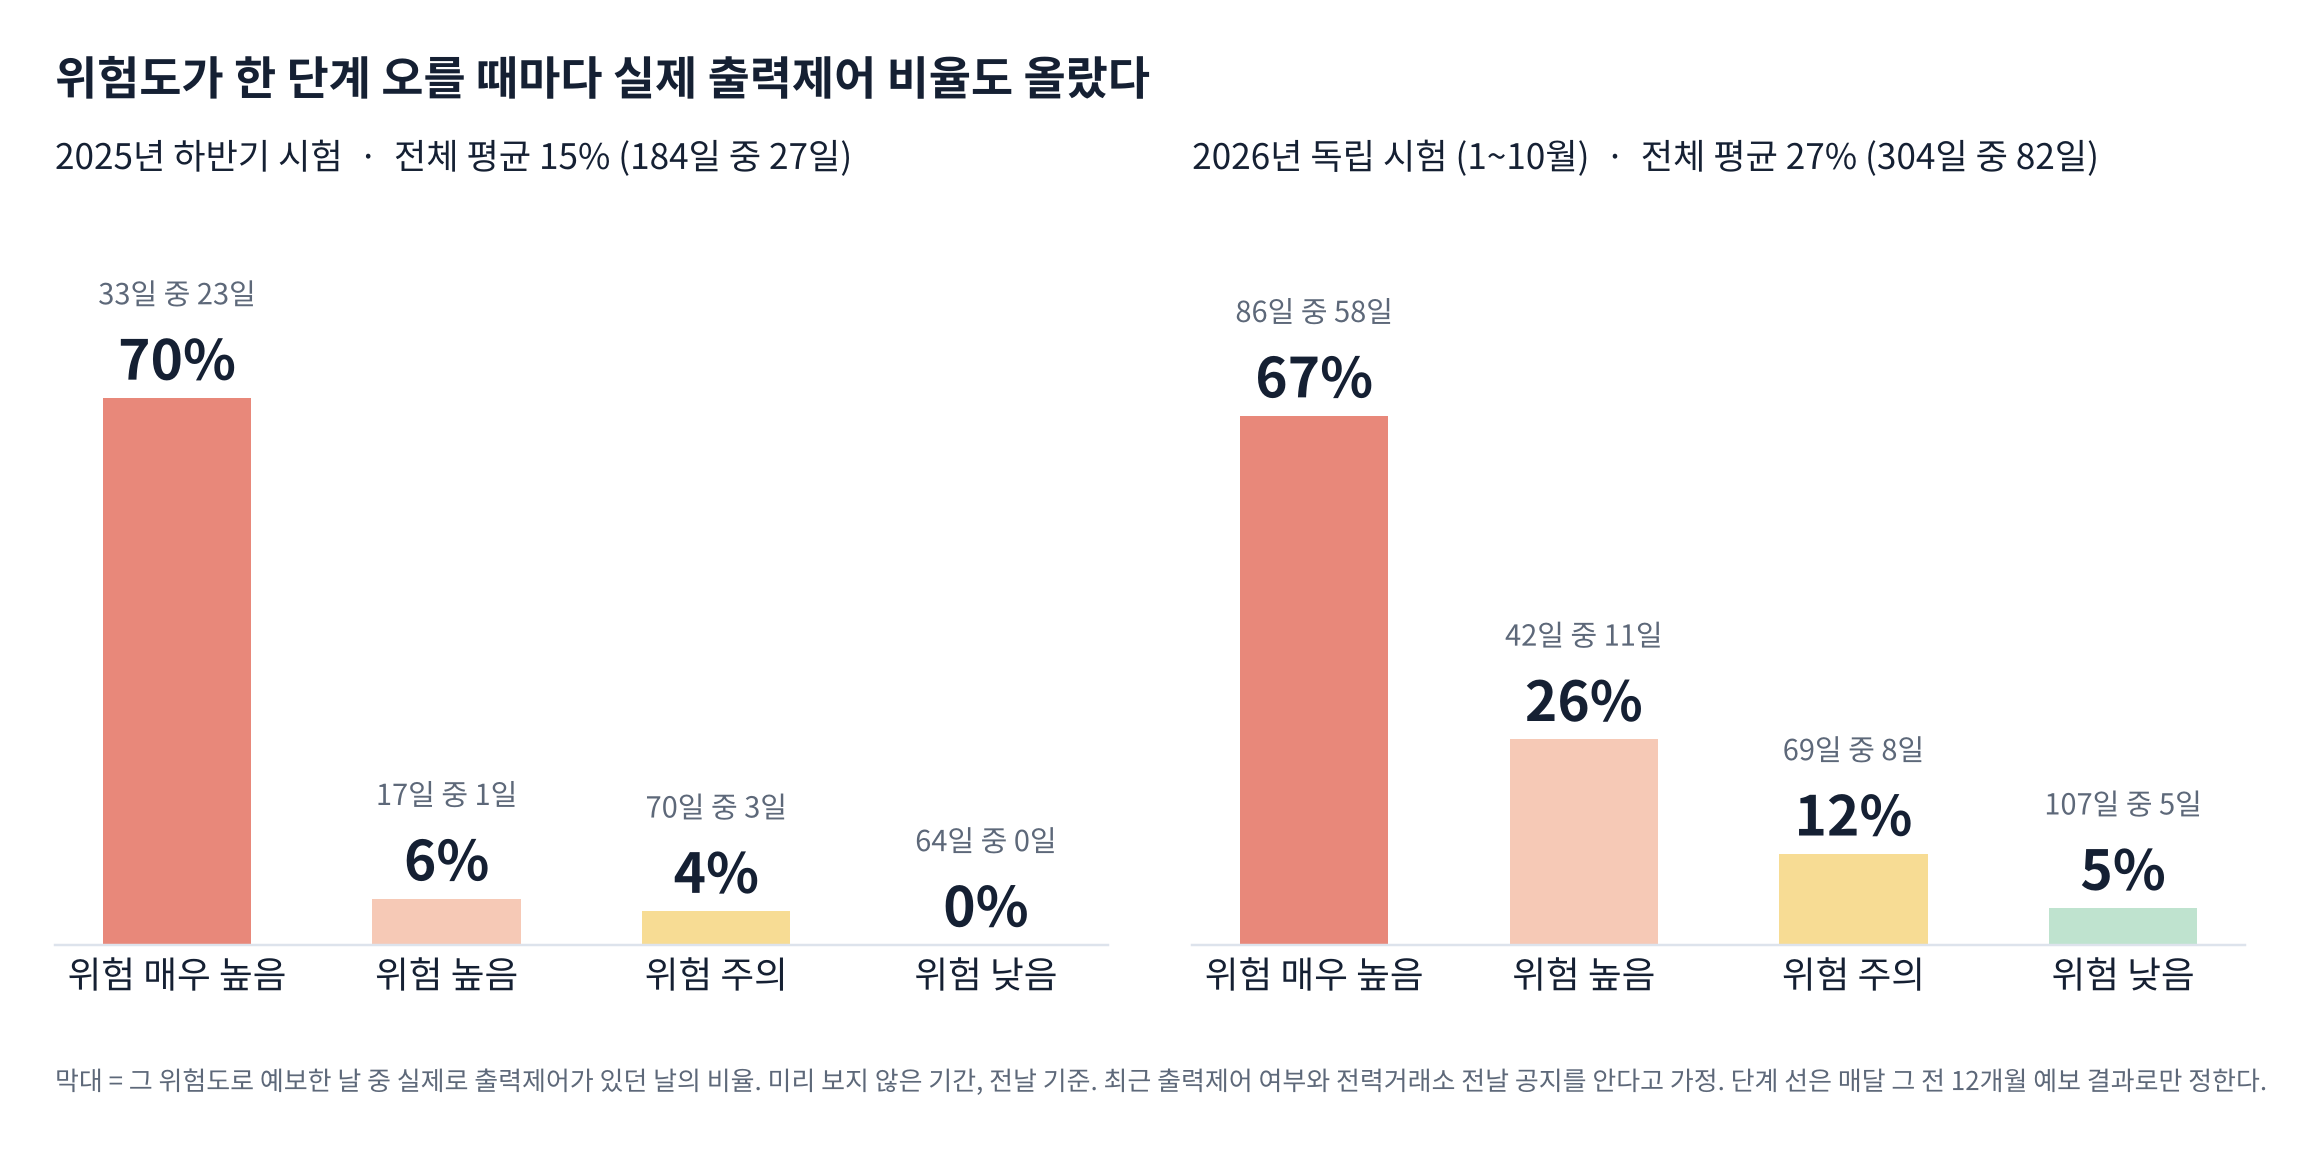 위험도가 한 단계 오를 때마다 실제 출력제어 비율도 올랐다
2025년 하반기 시험 · 전체 평균 15% (184일 중 27일)
33일 중 23일
70%
17일 중 1일
6%
70일 중 3일
4%
64일 중 0일
0%
위험 매우 높음
위험 높음
위험 주의
위험 낮음
2026년 독립 시험 (1~10월) · 전체 평균 27% (304일 중 82일)
86일 중 58일
67%
42일 중 11일
26%
69일 중 8일
12%
107일 중 5일
5%
위험 매우 높음
위험 높음
위험 주의
위험 낮음
막대 = 그 위험도로 예보한 날 중 실제로 출력제어가 있던 날의 비율. 미리 보지 않은 기간, 전날 기준. 최근 출력제어 여부와 전력거래소 전날 공지를 안다고 가정. 단계 선은 매달 그 전 12개월 예보 결과로만 정한다.